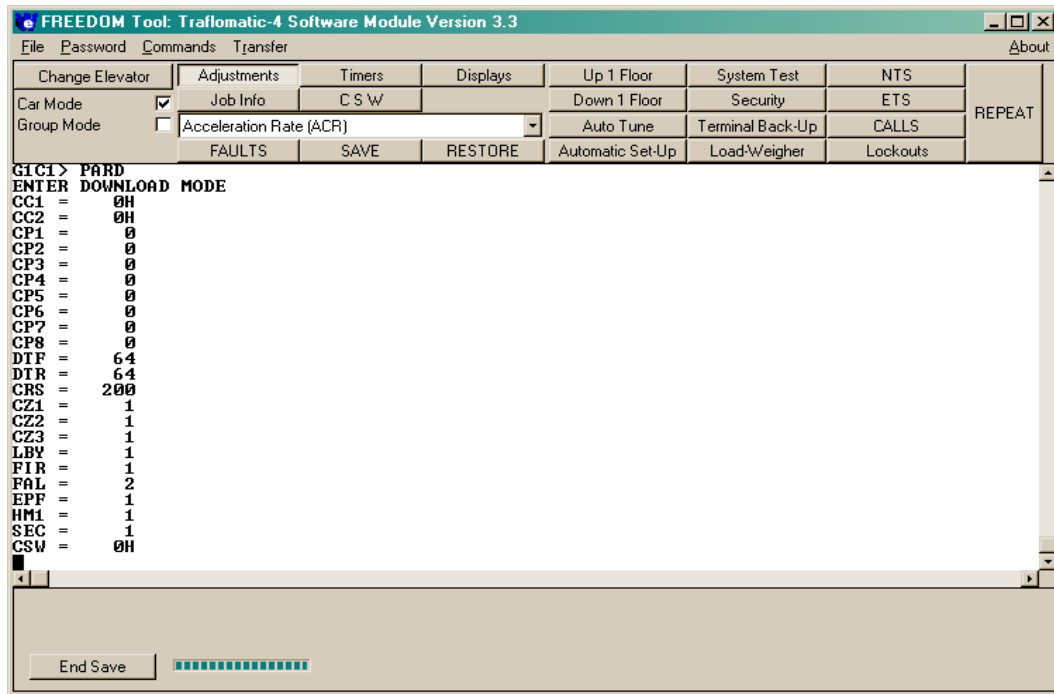 FREEDOM Tool: Traflomatic-4 Software Module Version 3.3
File Password Commands Transfer About
Change Elevator Adjustments Timers Displays Up 1 Floor System Test NTS
Car Mode Job Info C S W Down 1 Floor Security ETS REPEAT
Group Mode Acceleration Rate (ACR) Auto Tune Terminal Back-Up CALLS
FAULTS SAVE RESTORE Automatic Set-Up Load-Weigher Lockouts
G1C1> PARD
ENTER DOWNLOAD MODE
CC1 = 0H
CC2 = 0H
CP1 = 0
CP2 = 0
CP3 = 0
CP4 = 0
CP5 = 0
CP6 = 0
CP7 = 0
CP8 = 0
DTF = 64
DTR = 64
CRS = 200
CZ1 = 1
CZ2 = 1
CZ3 = 1
LBY = 1
FIR = 1
FAL = 2
EPF = 1
HM1 = 1
SEC = 1
CSW = 0H
End Save